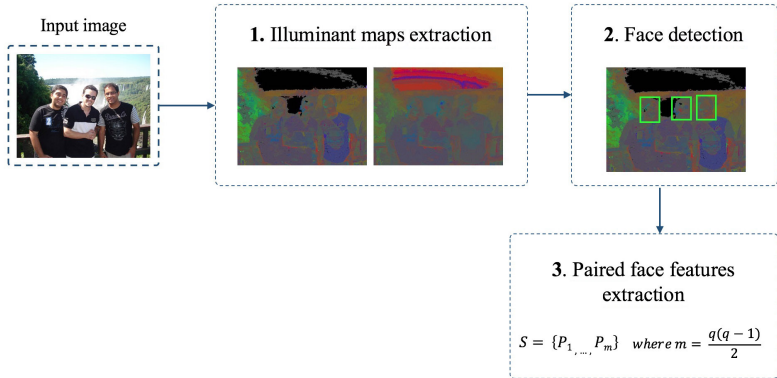 Input image
1. Illuminant maps extraction
2. Face detection
3. Paired face features
extraction
S = {P₁,...,Pₘ} where m = q(q − 1)/2